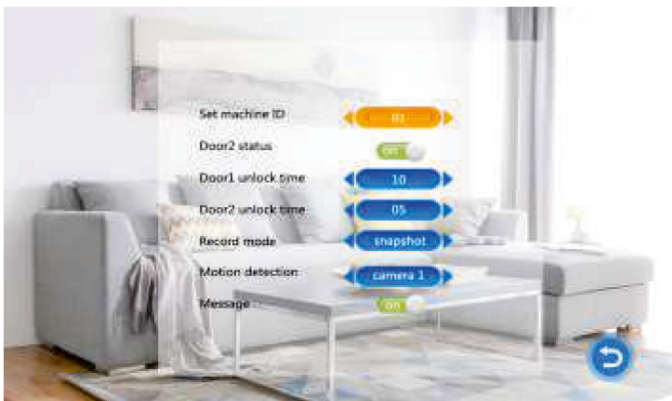 Set machine ID 01
Door2 status on
Door1 unlock time 10
Door2 unlock time 05
Record mode snapshot
Motion detection camera 1
Message on